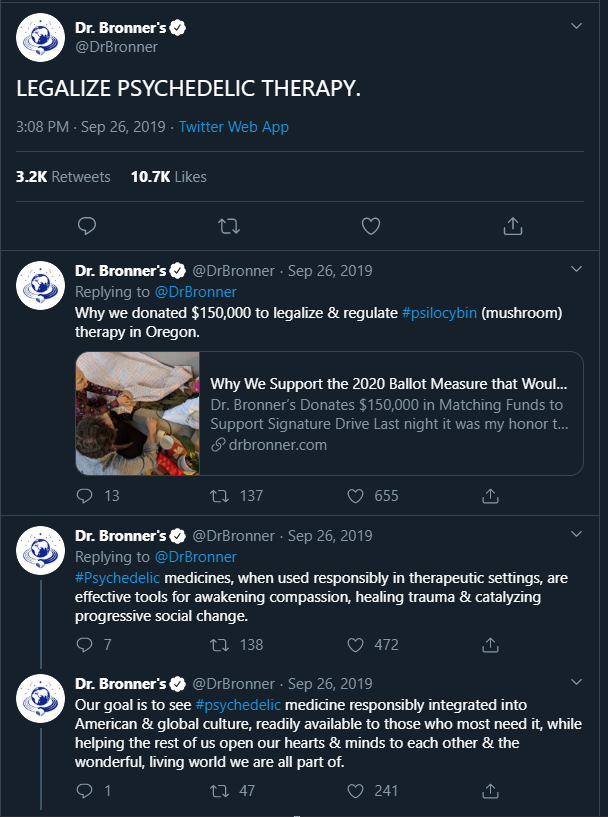 Dr. Bronner's
@DrBronner
LEGALIZE PSYCHEDELIC THERAPY.
3:08 PM · Sep 26, 2019 · Twitter Web App
3.2K Retweets 10.7K Likes
Dr. Bronner's @DrBronner · Sep 26, 2019
Replying to @DrBronner
Why we donated $150,000 to legalize & regulate #psilocybin (mushroom)
therapy in Oregon.
Why We Support the 2020 Ballot Measure that Woul...
Dr. Bronner's Donates $150,000 in Matching Funds to
Support Signature Drive Last night it was my honor t...
drbronner.com
13 137 655
Dr. Bronner's @DrBronner · Sep 26, 2019
Replying to @DrBronner
#Psychedelic medicines, when used responsibly in therapeutic settings, are
effective tools for awakening compassion, healing trauma & catalyzing
progressive social change.
7 138 472
Dr. Bronner's @DrBronner · Sep 26, 2019
Our goal is to see #psychedelic medicine responsibly integrated into
American & global culture, readily available to those who most need it, while
helping the rest of us open our hearts & minds to each other & the
wonderful, living world we are all part of.
1 47 241